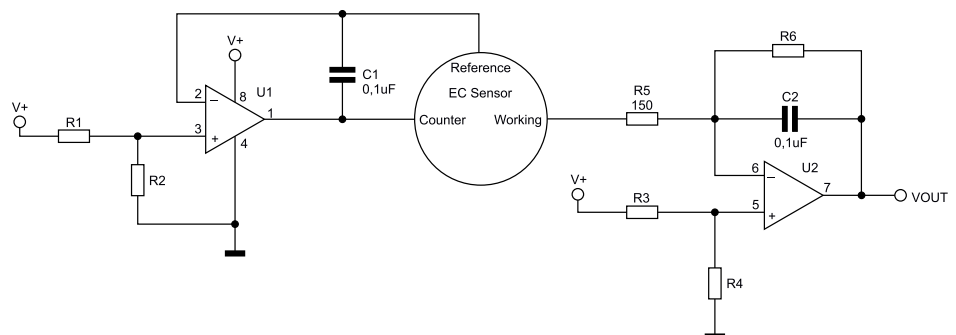 V+
R1
R2
2
3
−
+
V+
8
U1
1
4
C1
0,1uF
Reference
EC Sensor
Counter
Working
R5
150
R6
C2
0,1uF
V+
R3
R4
6
5
−
+
U2
7
VOUT